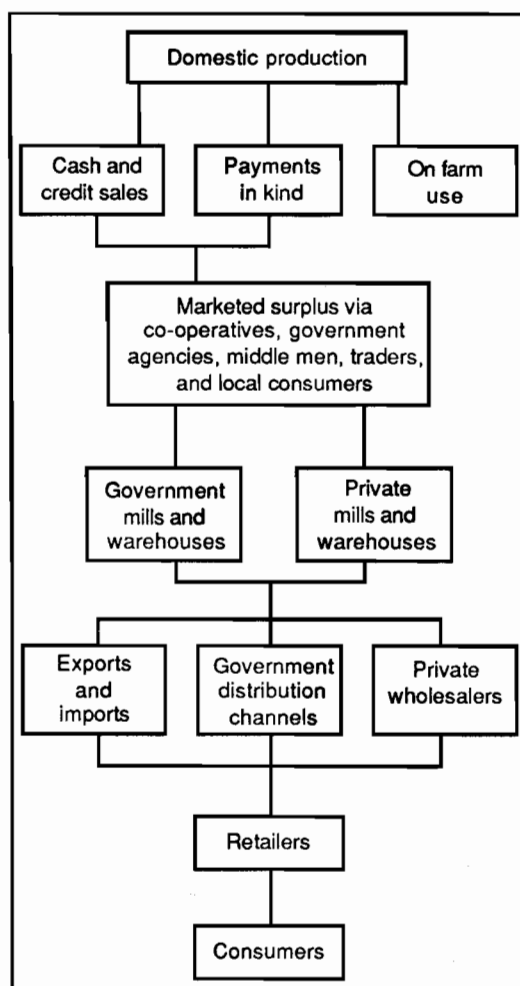 Domestic production
Cash and
credit sales
Payments
in kind
On farm
use
Marketed surplus via
co-operatives, government
agencies, middle men, traders,
and local consumers
Government
mills and
warehouses
Private
mills and
warehouses
Exports
and
imports
Government
distribution
channels
Private
wholesalers
Retailers
Consumers